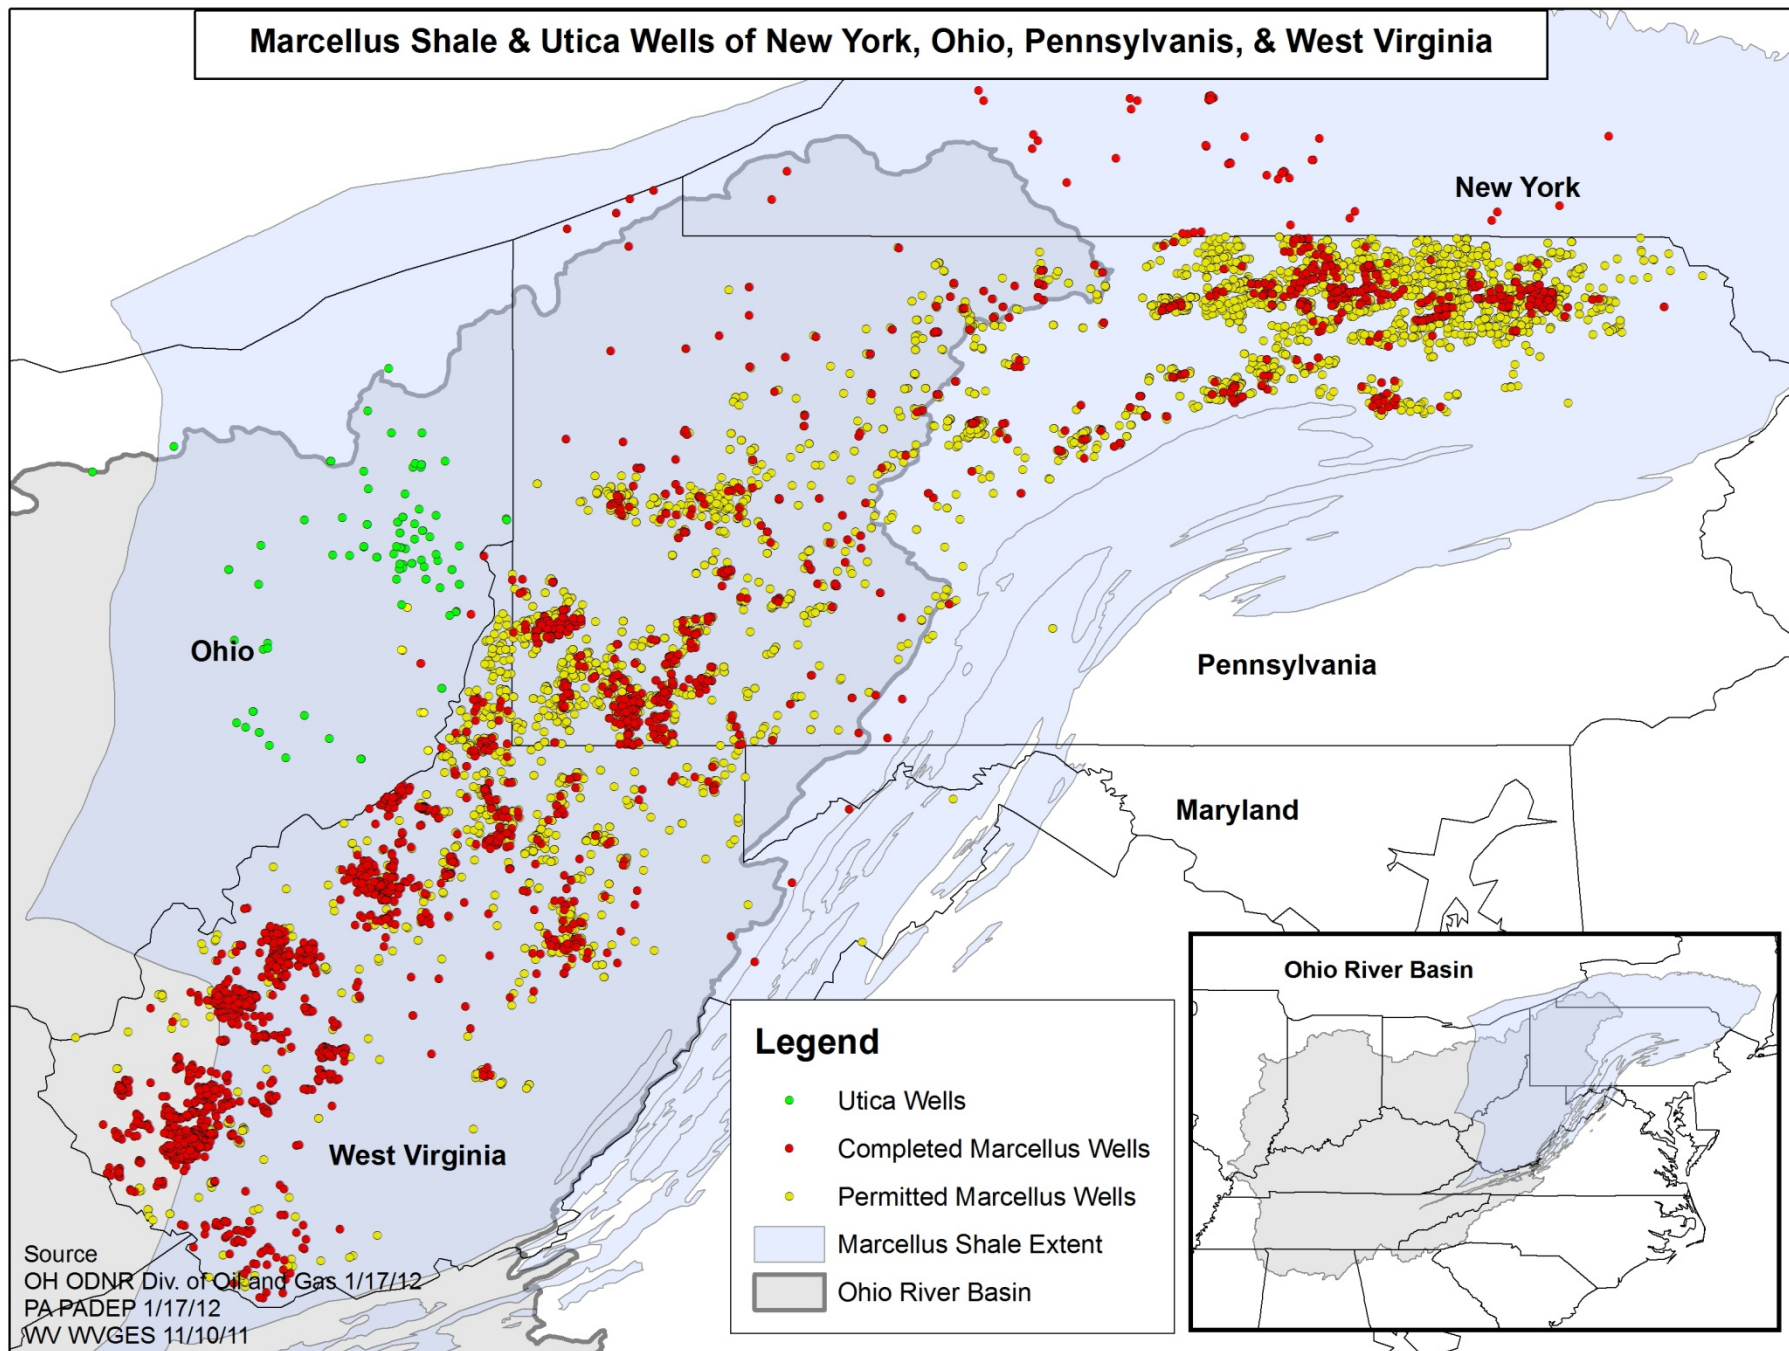 Marcellus Shale & Utica Wells of New York, Ohio, Pennsylvanis, & West Virginia
New York
Ohio
Pennsylvania
Maryland
West Virginia
Ohio River Basin
Legend
Utica Wells
Completed Marcellus Wells
Permitted Marcellus Wells
Marcellus Shale Extent
Ohio River Basin
Source
OH ODNR Div. of Oil and Gas 1/17/12
PA PADEP 1/17/12
WV WVGES 11/10/11